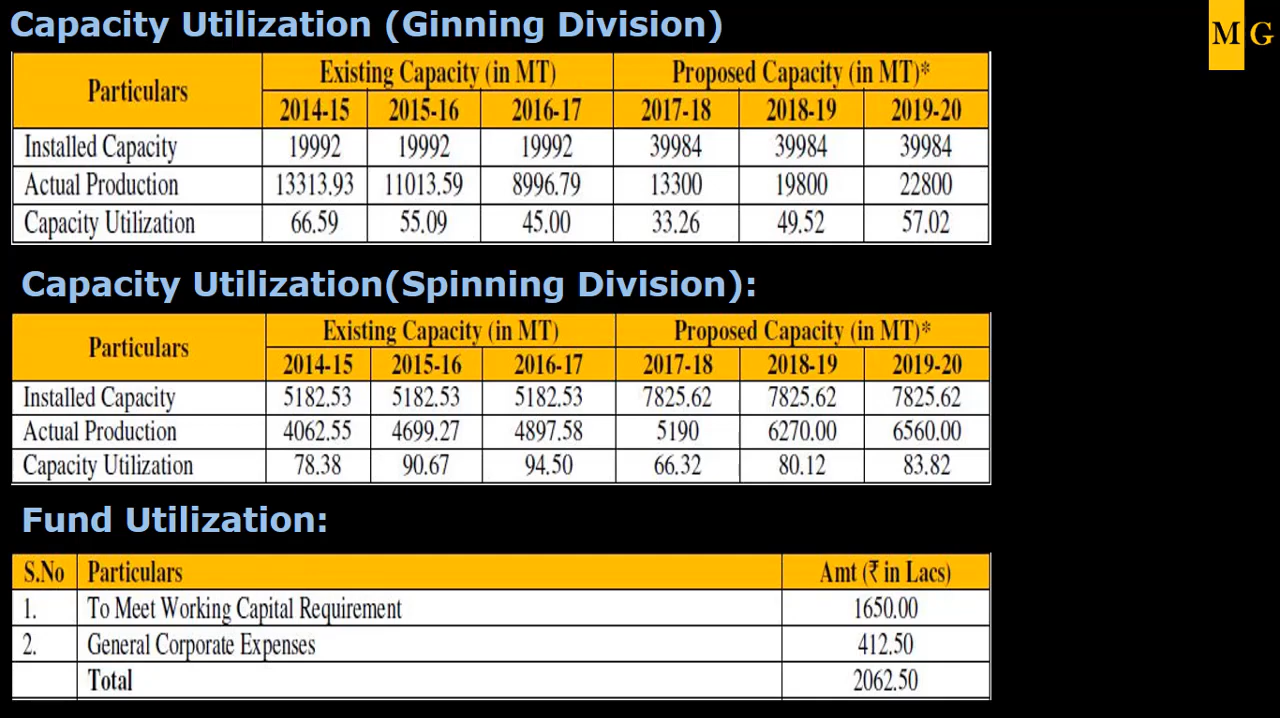 Capacity Utilization (Ginning Division)
M G
Particulars Existing Capacity (in MT) Proposed Capacity (in MT)*
2014-15 2015-16 2016-17 2017-18 2018-19 2019-20
Installed Capacity 19992 19992 19992 39984 39984 39984
Actual Production 13313.93 11013.59 8996.79 13300 19800 22800
Capacity Utilization 66.59 55.09 45.00 33.26 49.52 57.02
Capacity Utilization(Spinning Division):
Particulars Existing Capacity (in MT) Proposed Capacity (in MT)*
2014-15 2015-16 2016-17 2017-18 2018-19 2019-20
Installed Capacity 5182.53 5182.53 5182.53 7825.62 7825.62 7825.62
Actual Production 4062.55 4699.27 4897.58 5190 6270.00 6560.00
Capacity Utilization 78.38 90.67 94.50 66.32 80.12 83.82
Fund Utilization:
S.No Particulars Amt (₹ in Lacs)
1. To Meet Working Capital Requirement 1650.00
2. General Corporate Expenses 412.50
Total 2062.50